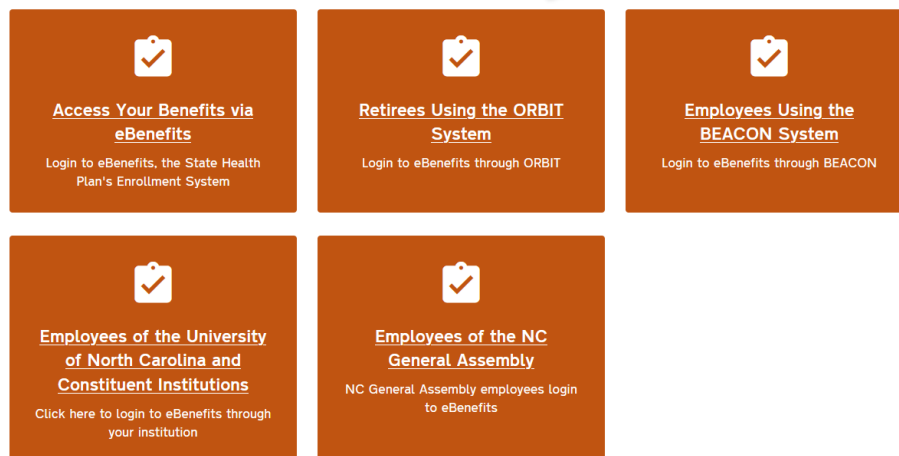 Access Your Benefits via
eBenefits
Login to eBenefits, the State Health
Plan's Enrollment System
Retirees Using the ORBIT
System
Login to eBenefits through ORBIT
Employees Using the
BEACON System
Login to eBenefits through BEACON
Employees of the University
of North Carolina and
Constituent Institutions
Click here to login to eBenefits through
your institution
Employees of the NC
General Assembly
NC General Assembly employees login
to eBenefits